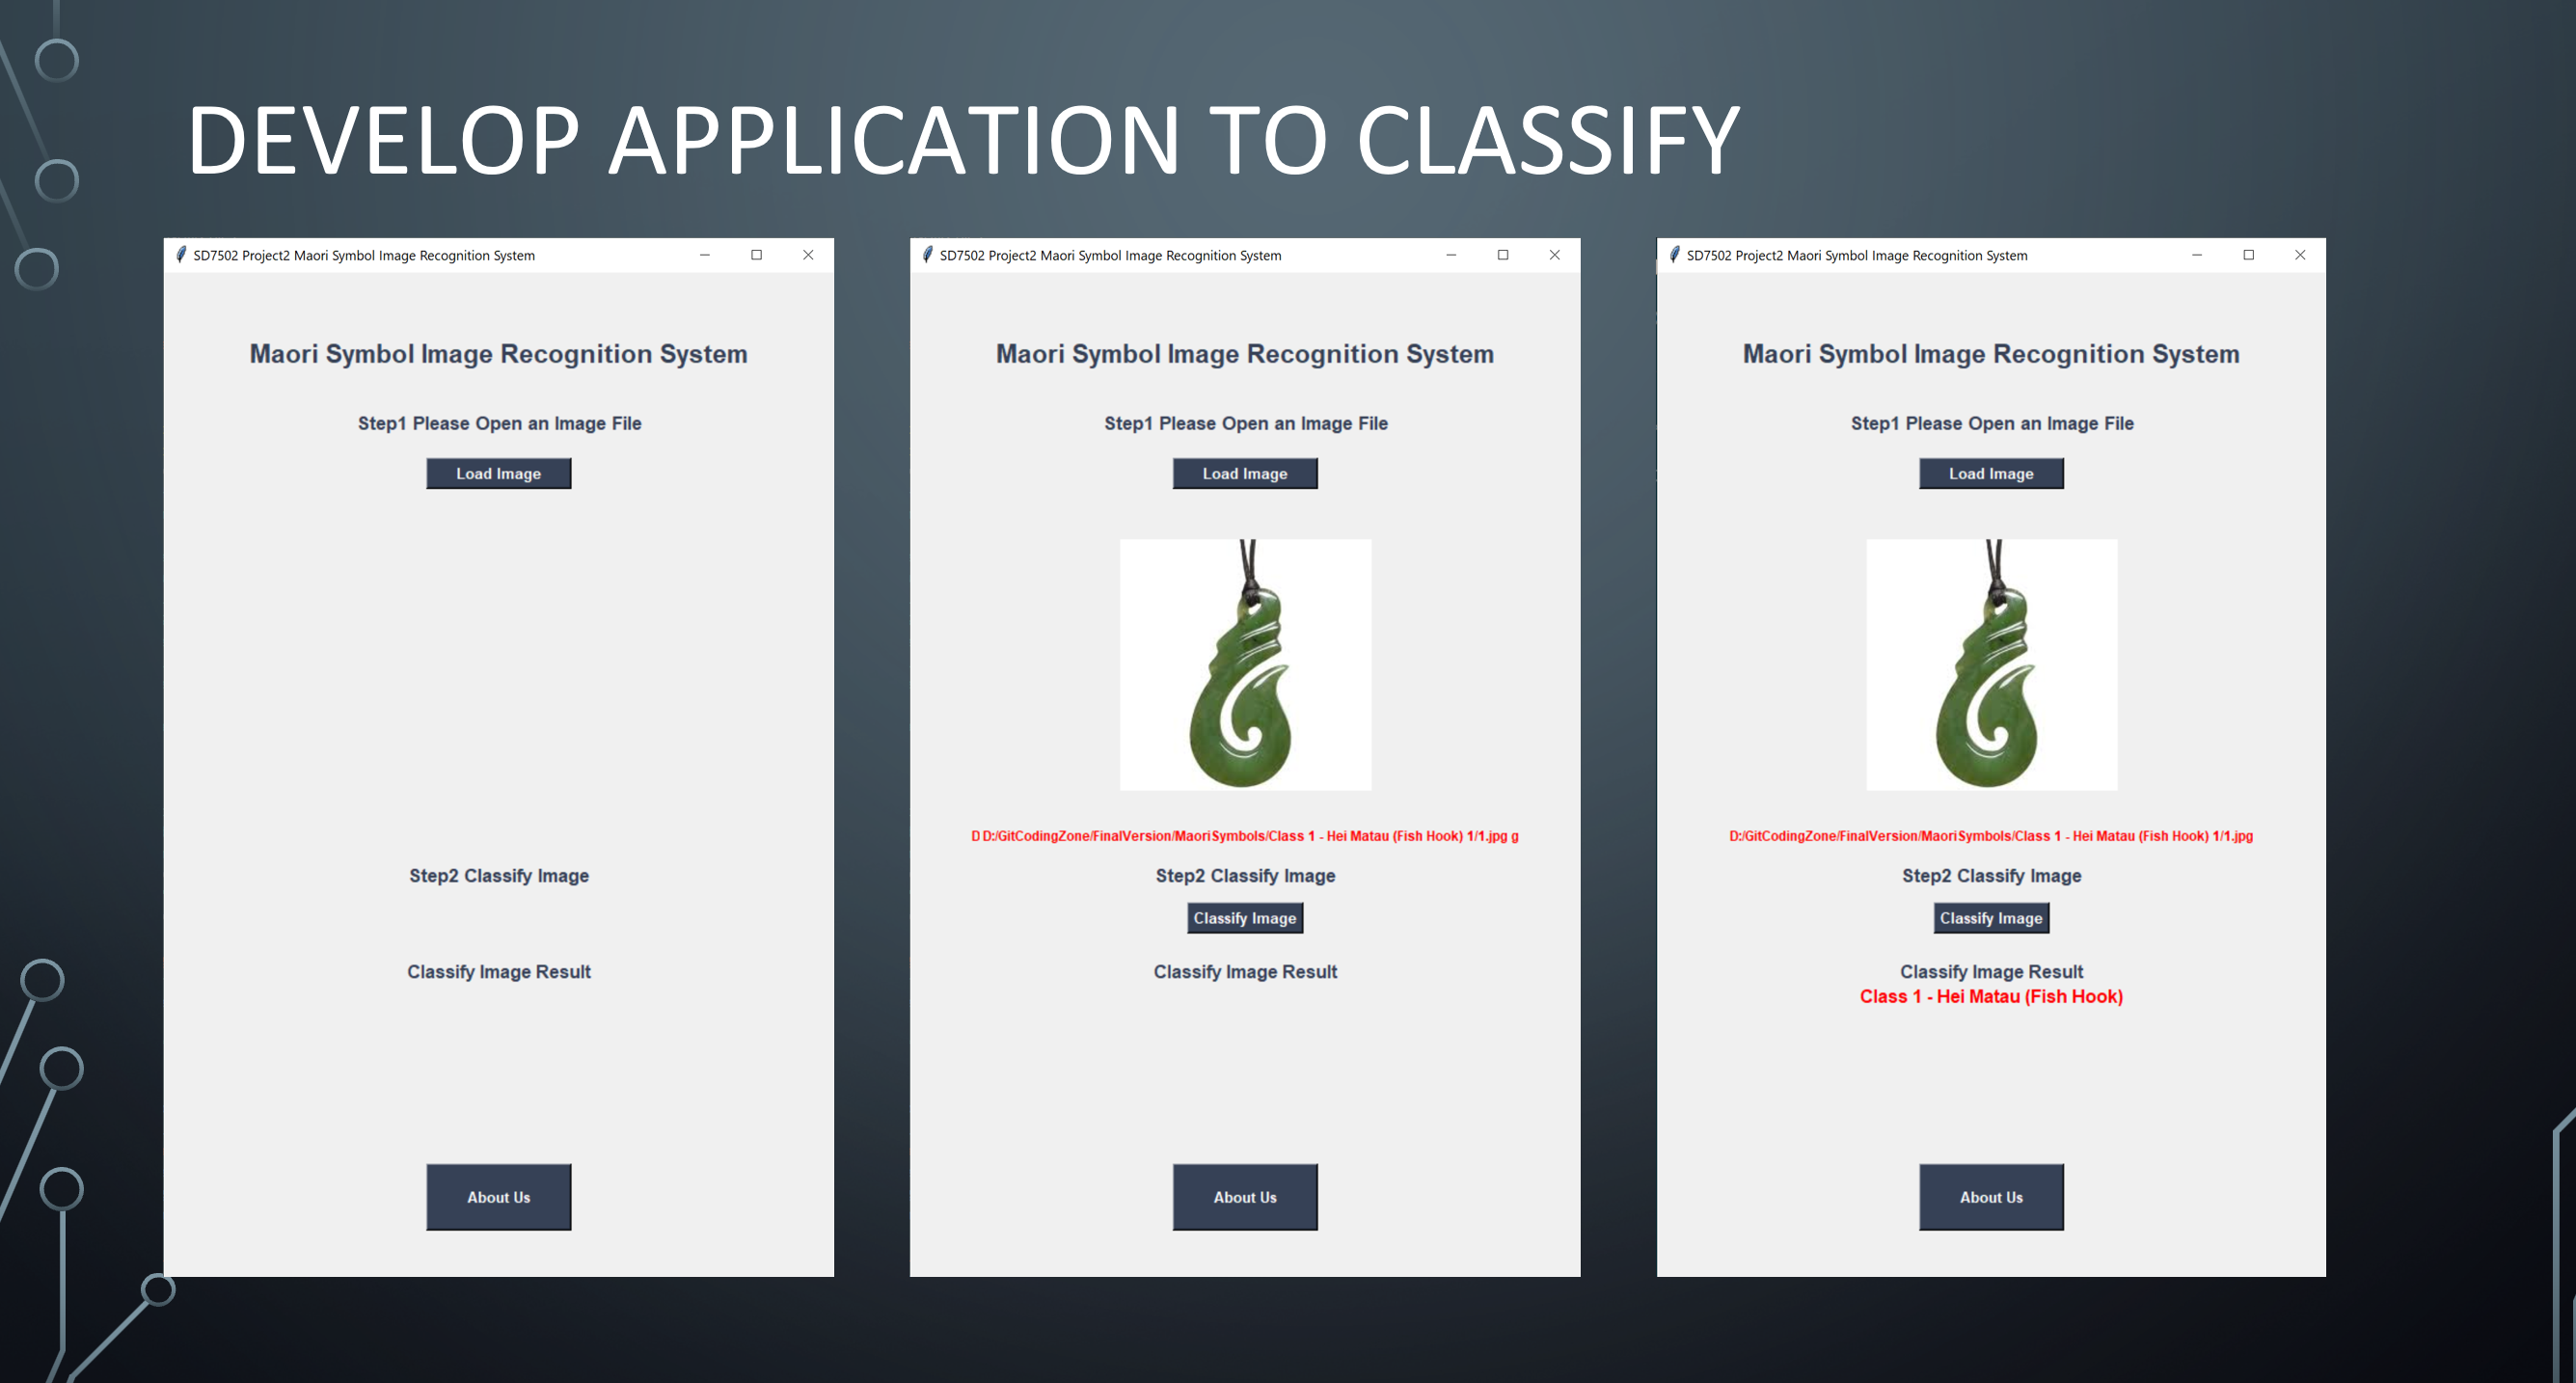 DEVELOP APPLICATION TO CLASSIFY
SD7502 Project2 Maori Symbol Image Recognition System
Maori Symbol Image Recognition System
Step1 Please Open an Image File
Load Image
Step2 Classify Image
Classify Image Result
About Us
SD7502 Project2 Maori Symbol Image Recognition System
Maori Symbol Image Recognition System
Step1 Please Open an Image File
Load Image
D D:/GitCodingZone/FinalVersion/MaoriSymbols/Class 1 - Hei Matau (Fish Hook) 1/1.jpg g
Step2 Classify Image
Classify Image
Classify Image Result
About Us
SD7502 Project2 Maori Symbol Image Recognition System
Maori Symbol Image Recognition System
Step1 Please Open an Image File
Load Image
D:/GitCodingZone/FinalVersion/MaoriSymbols/Class 1 - Hei Matau (Fish Hook) 1/1.jpg
Step2 Classify Image
Classify Image
Classify Image Result
Class 1 - Hei Matau (Fish Hook)
About Us